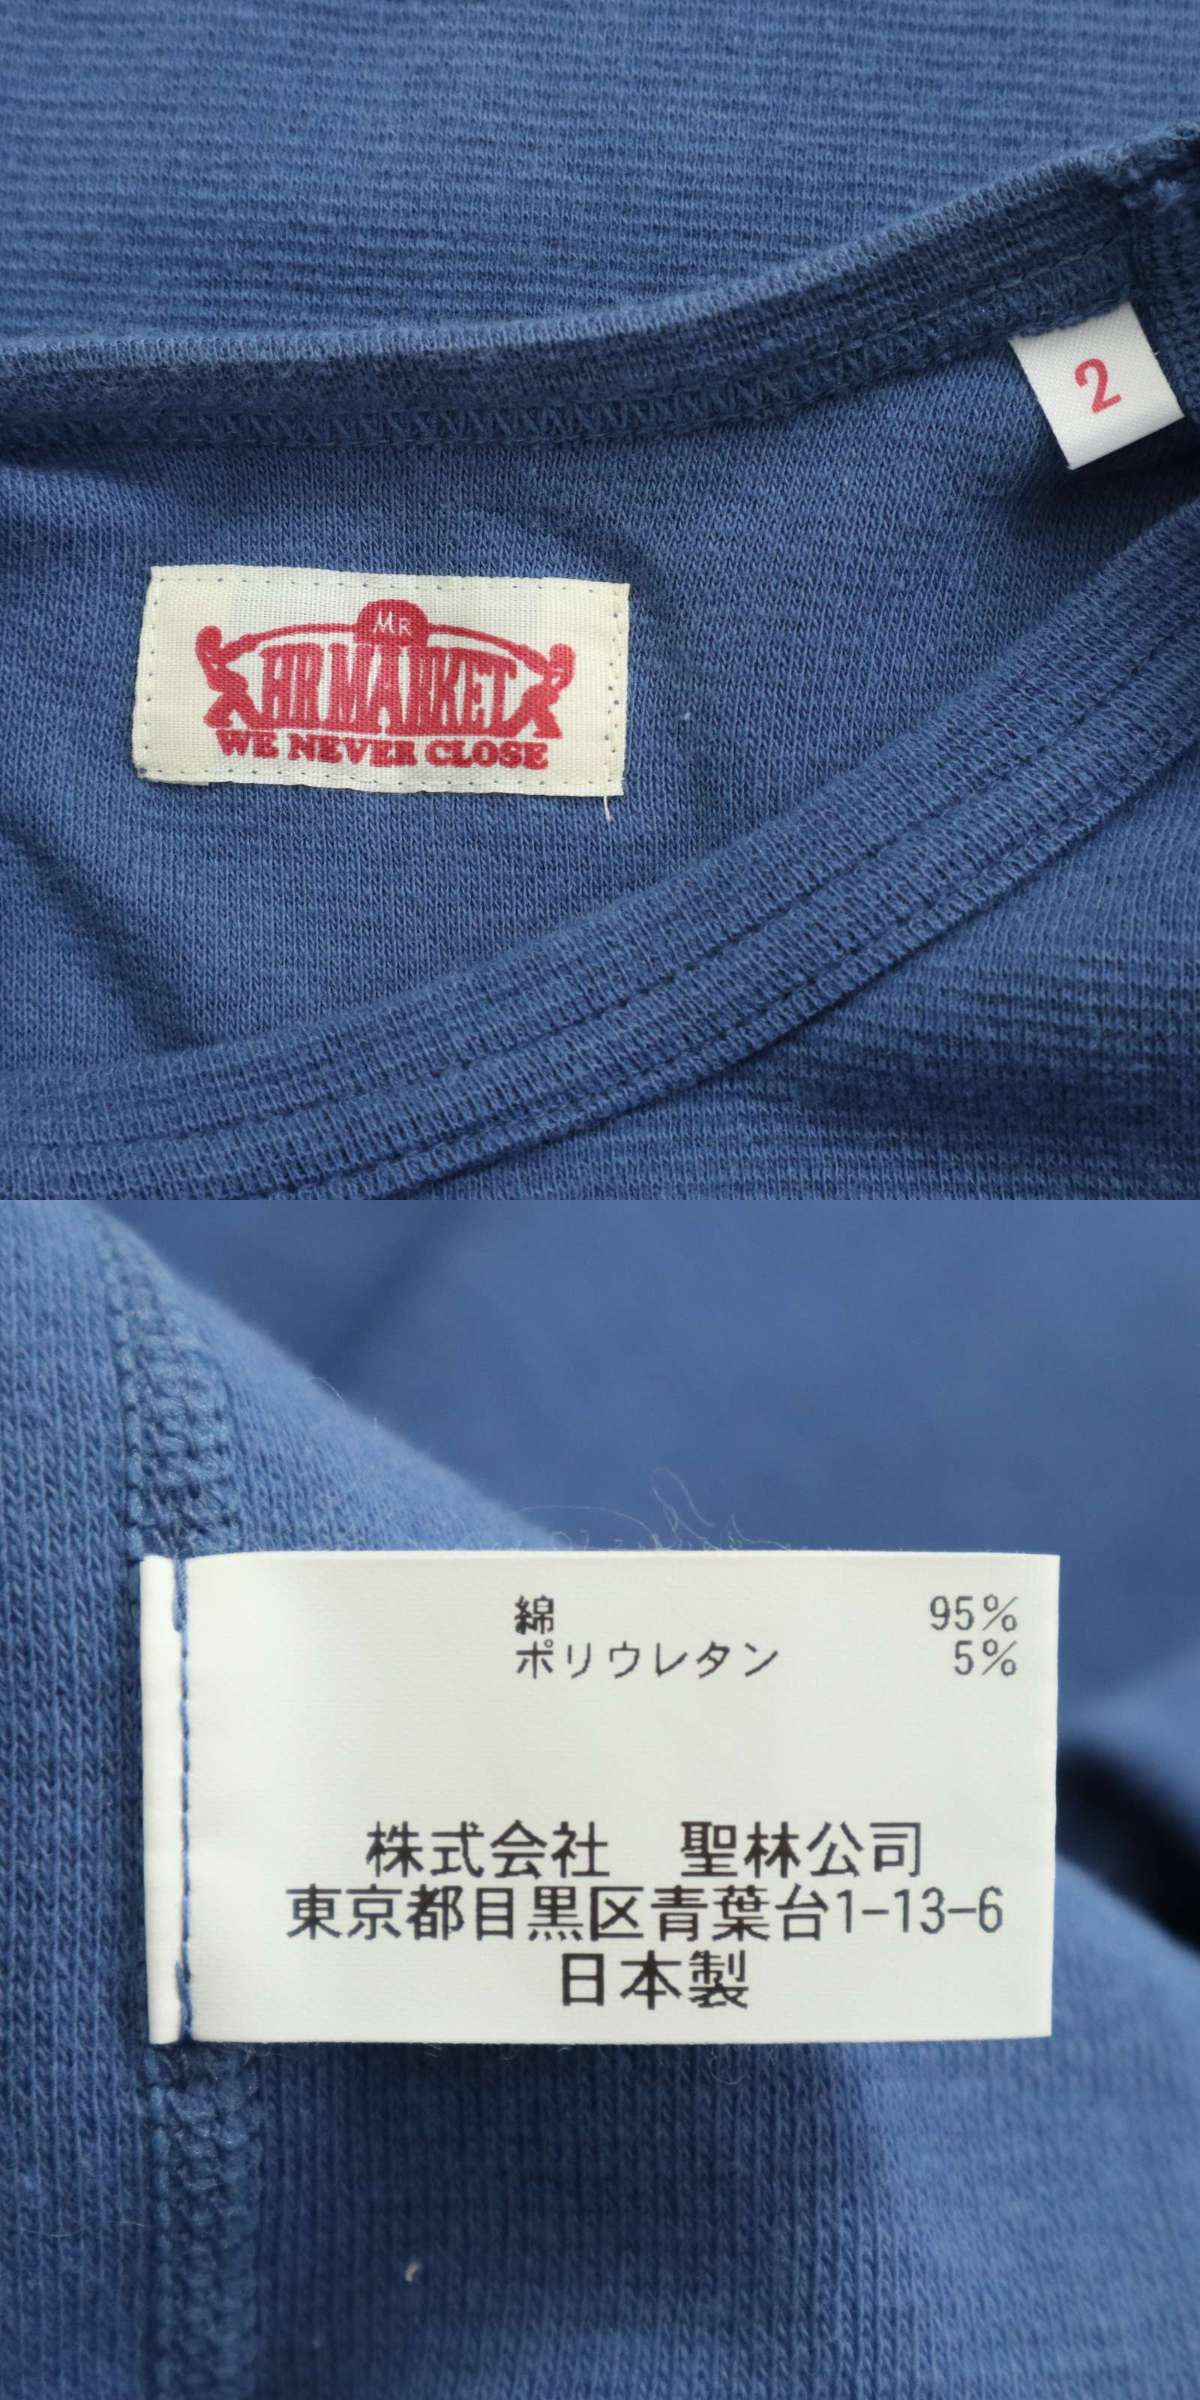 2
MR
HR MARKET
WE NEVER CLOSE
綿 95%
ポリウレタン 5%
株式会社 聖林公司
東京都目黒区青葉台1-13-6
日本製